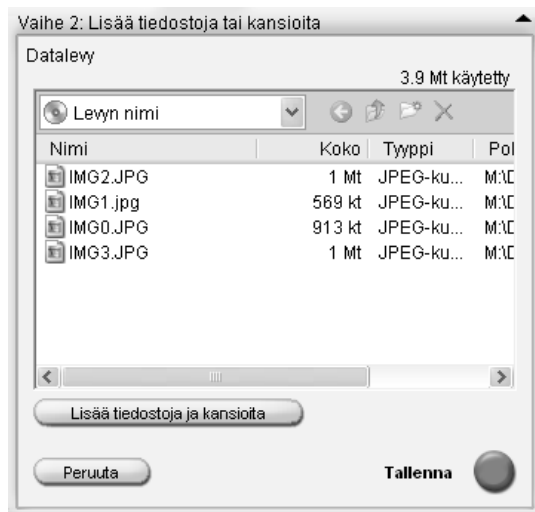 Vaihe 2: Lisää tiedostoja tai kansioita
Datalevy
3.9 Mt käytetty
Levyn nimi
Nimi Koko Tyyppi Pol
IMG2.JPG 1 Mt JPEG-ku... M:\D
IMG1.jpg 569 kt JPEG-ku... M:\D
IMG0.JPG 913 kt JPEG-ku... M:\D
IMG3.JPG 1 Mt JPEG-ku... M:\D
Lisää tiedostoja ja kansioita
Peruuta Tallenna